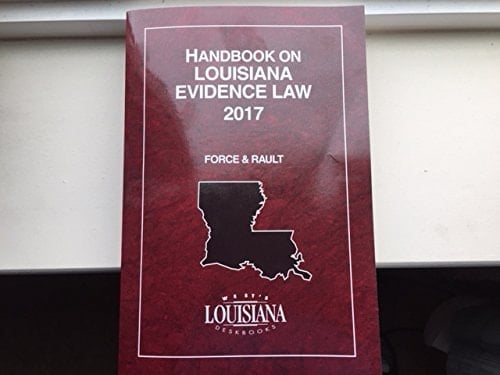 HANDBOOK ON
LOUISIANA
EVIDENCE LAW
2017
FORCE & RAULT
WEST'S
LOUISIANA
DESKBOOKS